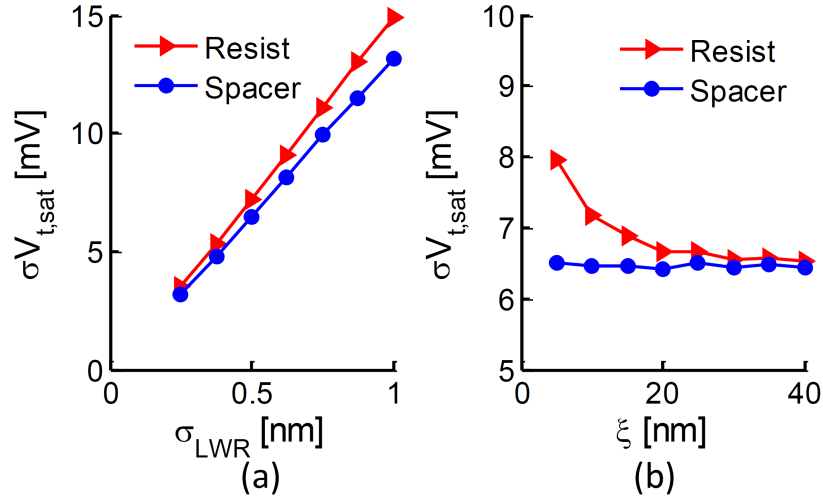 15
10
5
0
0
0.5
1
Resist
Spacer
σV_t,sat [mV]
σ_LWR [nm]
(a)
10
9
8
7
6
5
0
20
40
Resist
Spacer
σV_t,sat [mV]
ξ [nm]
(b)